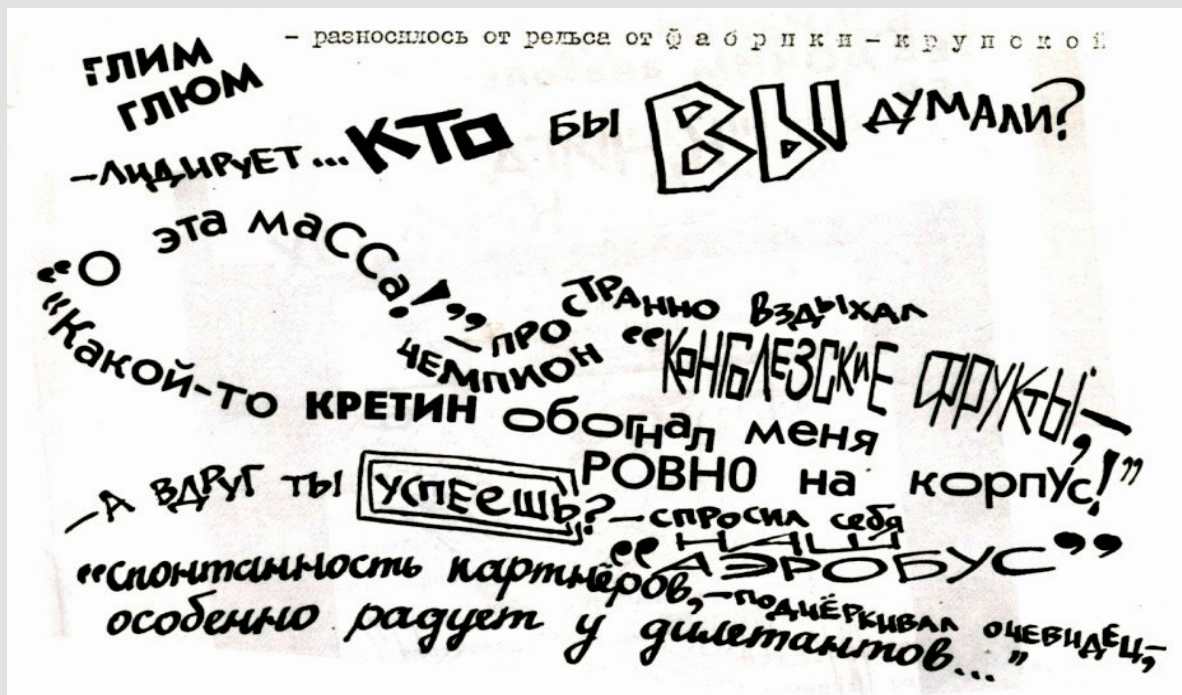 – разносилось от рельса от фабрики-крупской
ГЛИМ
ГЛЮМ
–ЛИДИРУЕТ... КТО БЫ ВЫ ДУМАЛИ?
“О эта маССа!” – ПРОСТРАННО ВЗДЫХАЛ
ЧЕМПИОН “КОНГЛЕЗСКИЕ ФРУКТЫ,–
“Какой-то КРЕТИН обогнал меня
РОВНО на корпус!”
–А ВДРУГ ТЫ УСПЕЕШЬ? –СПРОСИЛ себя
НАШ
“АЭРОБУС”
“Спонтанность партнёров, –ПОДЧЁРКИВАЛ ОЧЕВИДЕЦ,–
особенно радует у дилетантов...”